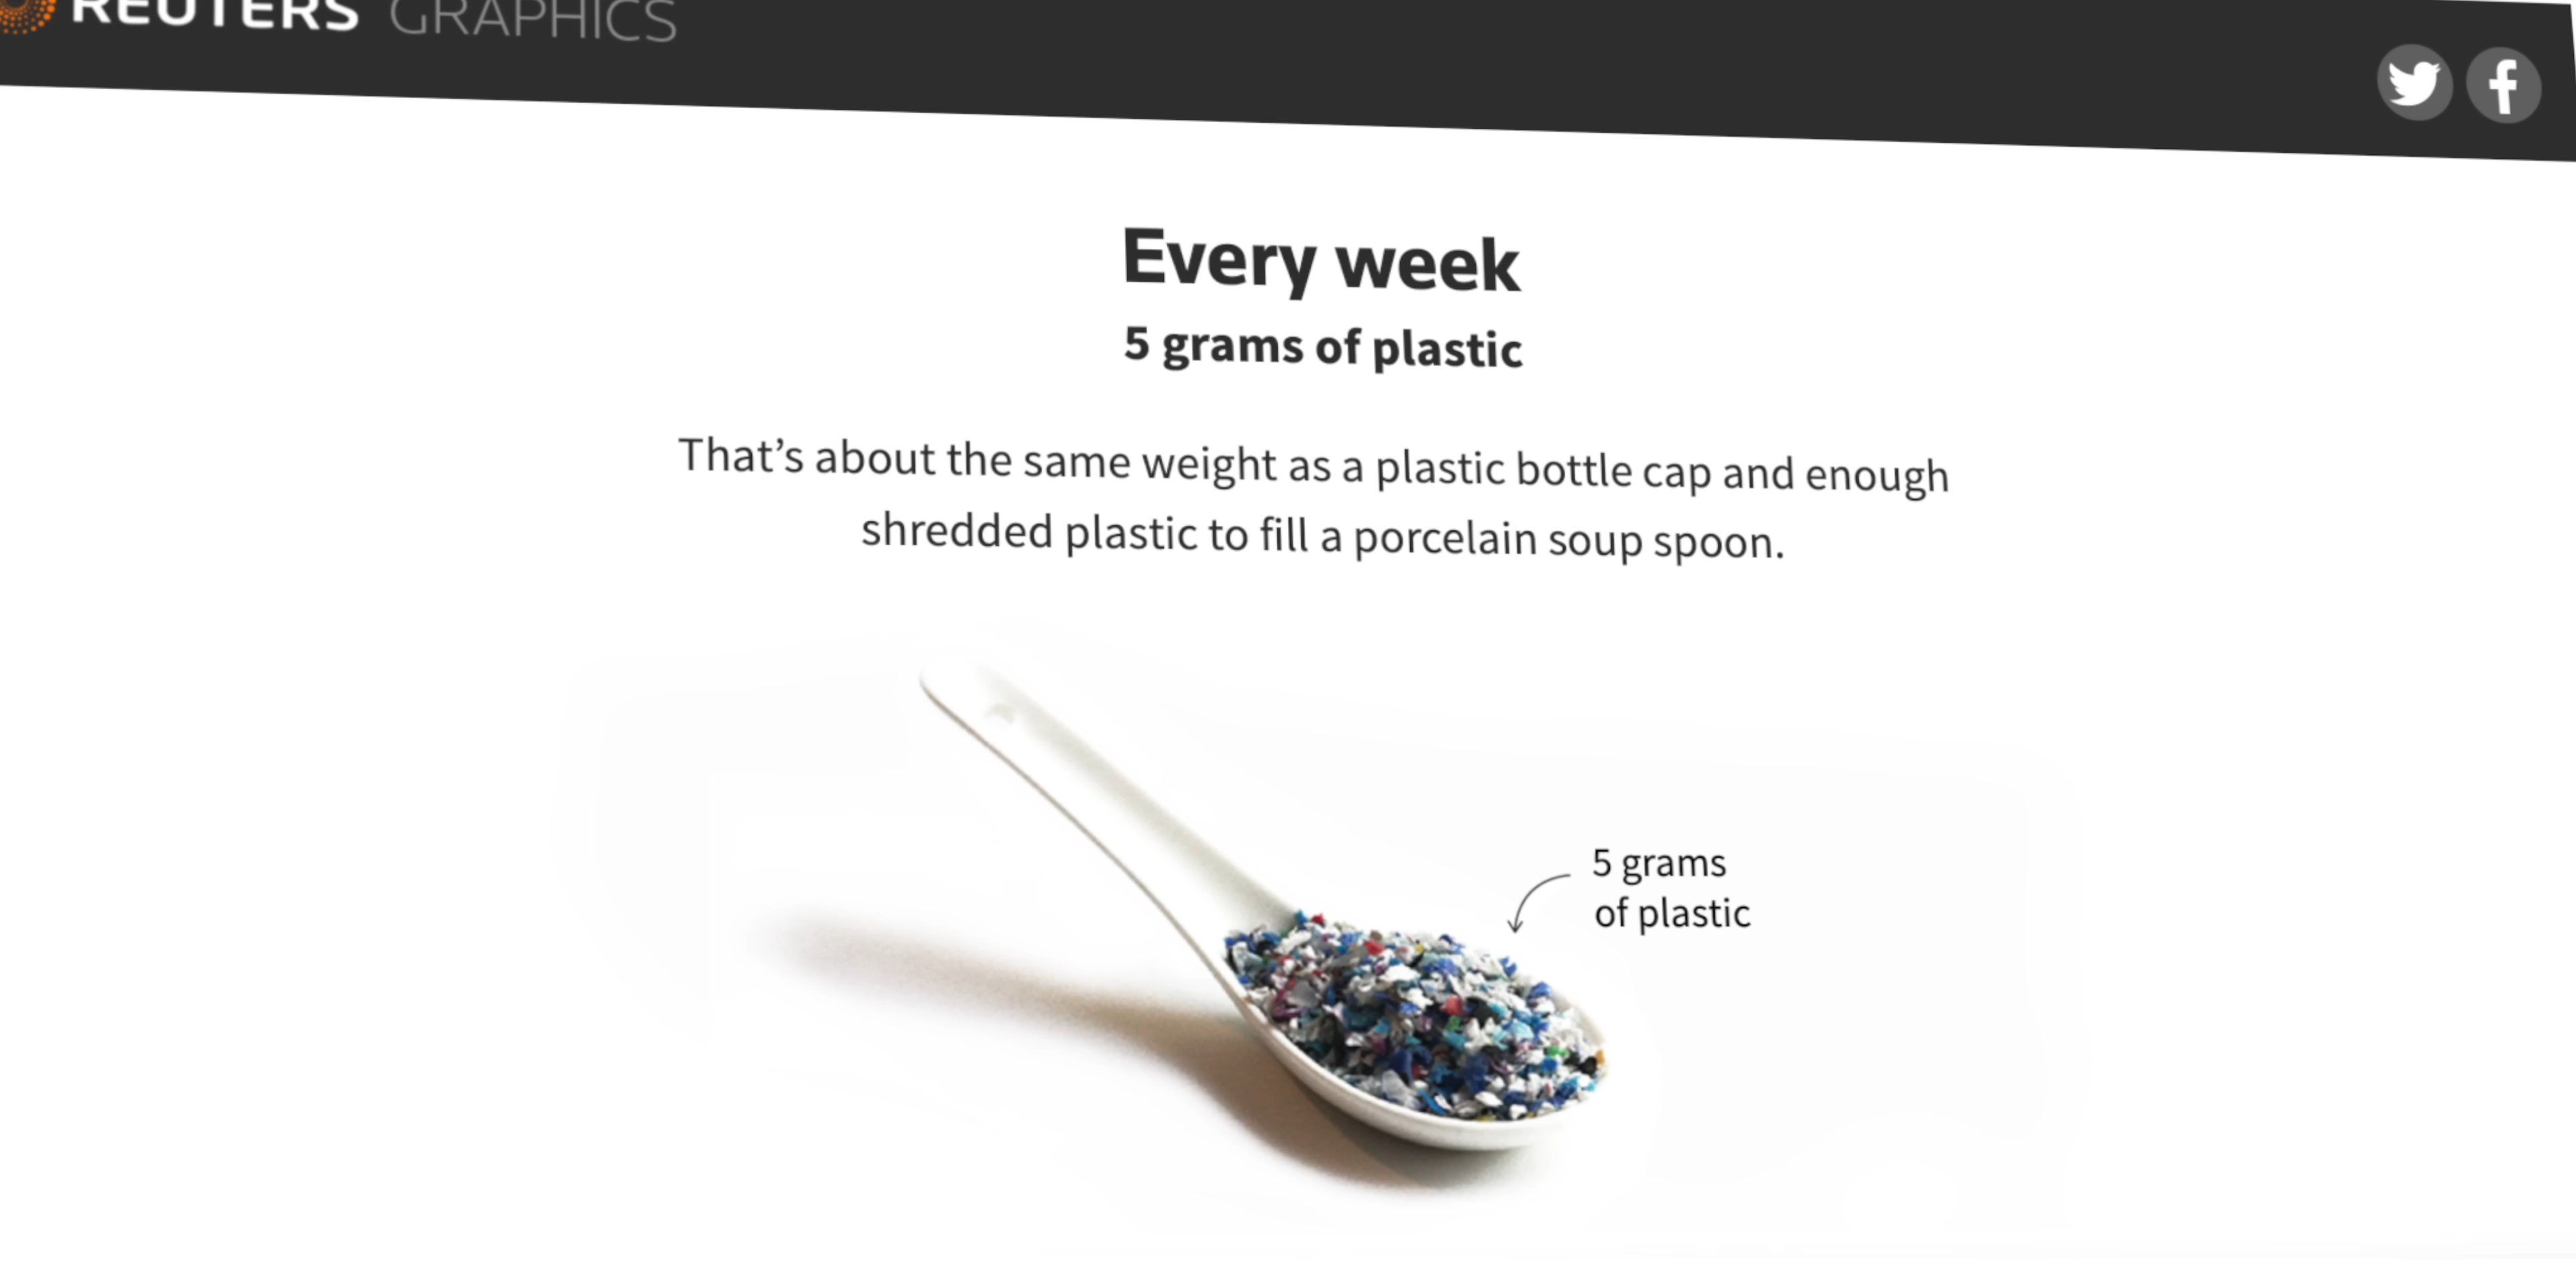 REUTERS GRAPHICS
Every week
5 grams of plastic
That’s about the same weight as a plastic bottle cap and enough
shredded plastic to fill a porcelain soup spoon.
5 grams
of plastic